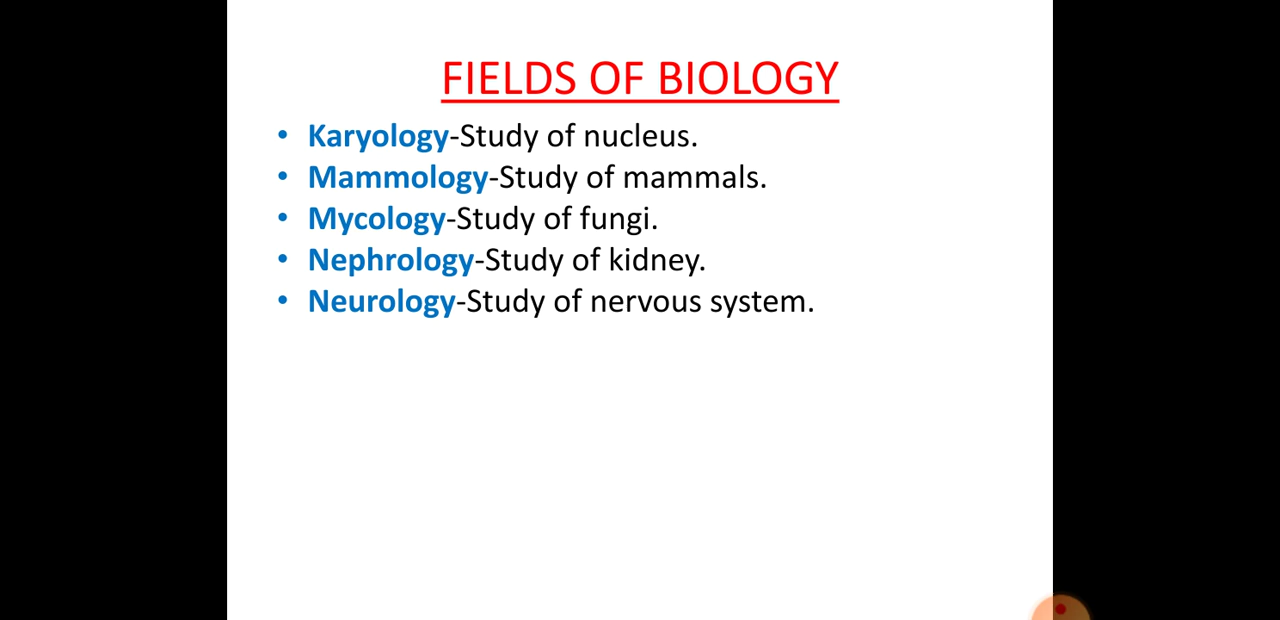 FIELDS OF BIOLOGY
• Karyology-Study of nucleus.
• Mammology-Study of mammals.
• Mycology-Study of fungi.
• Nephrology-Study of kidney.
• Neurology-Study of nervous system.